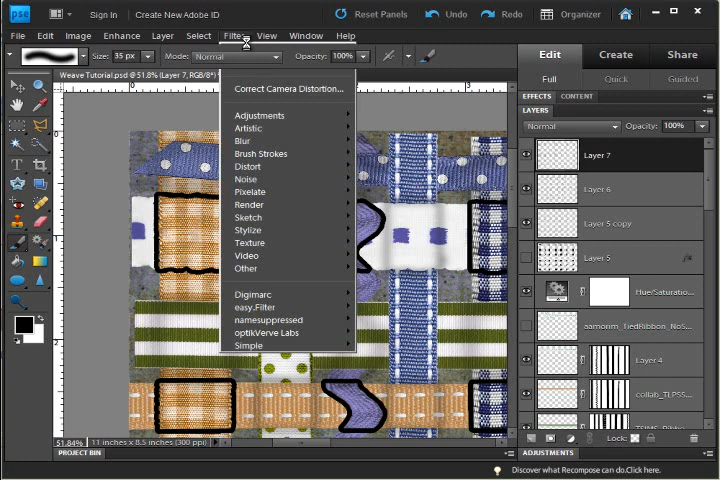 pse Sign In Create New Adobe ID Reset Panels Undo Redo Organizer
File Edit Image Enhance Layer Select Filter View Window Help
Size: 35 px Mode: Normal Opacity: 100%
Edit Create Share
Weave Tutorial.psd @ 51.8% (Layer 7, RGB/8*)
Full Quick Guided
EFFECTS CONTENT
LAYERS
Normal Opacity: 100%
Correct Camera Distortion...
Adjustments
Artistic
Blur
Brush Strokes
Distort
Noise
Pixelate
Render
Sketch
Stylize
Texture
Video
Other
Digimarc
easy.Filter
namesuppressed
optikVerve Labs
Simple
Layer 7
Layer 6
Layer 5 copy
Layer 5
Hue/Saturatio...
aamorim_TiedRibbon_NoS...
Layer 4
collab_TLPSS...
51.84% 11 inches x 8.5 inches (300 ppi)
Lock:
PROJECT BIN
ADJUSTMENTS
Discover what Recompose can do.Click here.